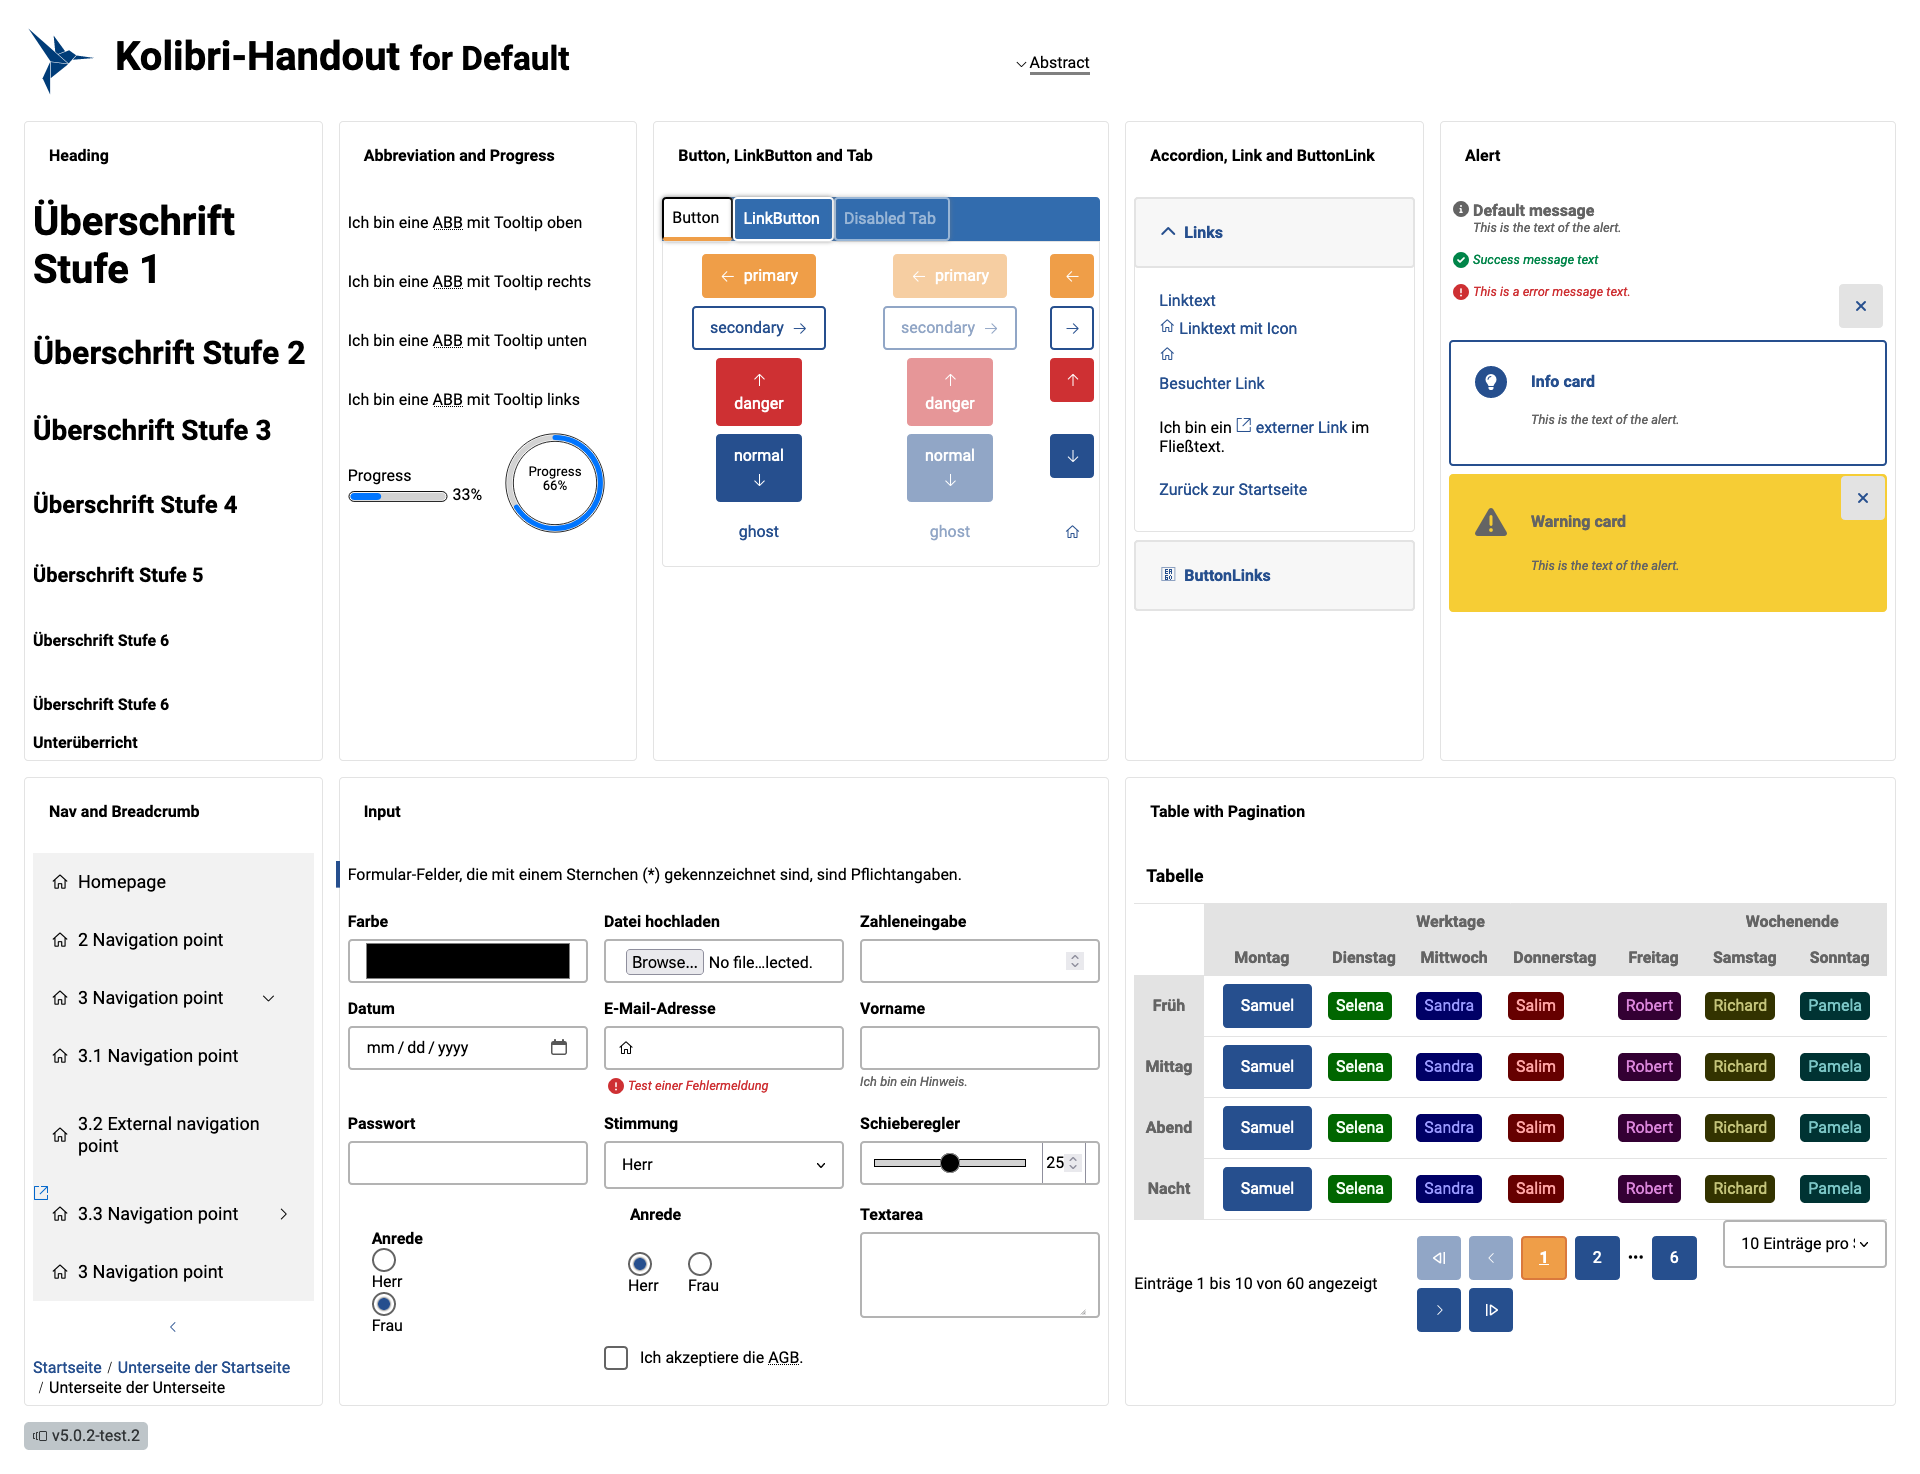 Kolibri-Handout for Default
Abstract
Heading
Überschrift
Stufe 1
Überschrift Stufe 2
Überschrift Stufe 3
Überschrift Stufe 4
Überschrift Stufe 5
Überschrift Stufe 6
Überschrift Stufe 6
Unterüberricht
Abbreviation and Progress
Ich bin eine ABB mit Tooltip oben
Ich bin eine ABB mit Tooltip rechts
Ich bin eine ABB mit Tooltip unten
Ich bin eine ABB mit Tooltip links
Progress
33%
Progress
66%
Button, LinkButton and Tab
Button LinkButton Disabled Tab
primary primary
secondary secondary
danger danger
normal normal
ghost ghost
Accordion, Link and ButtonLink
Links
Linktext
Linktext mit Icon
Besuchter Link
Ich bin ein externer Link im
Fließtext.
Zurück zur Startseite
ButtonLinks
Alert
Default message
This is the text of the alert.
Success message text
This is a error message text.
Info card
This is the text of the alert.
Warning card
This is the text of the alert.
Nav and Breadcrumb
Homepage
2 Navigation point
3 Navigation point
3.1 Navigation point
3.2 External navigation
point
3.3 Navigation point
3 Navigation point
Startseite / Unterseite der Startseite
/ Unterseite der Unterseite
Input
Formular-Felder, die mit einem Sternchen (*) gekennzeichnet sind, sind Pflichtangaben.
Farbe Datei hochladen Zahleneingabe
Browse... No file...lected.
Datum E-Mail-Adresse Vorname
mm / dd / yyyy
Test einer Fehlermeldung
Ich bin ein Hinweis.
Passwort Stimmung Schieberegler
Herr
25
Anrede
Herr
Frau
Anrede
Herr Frau
Textarea
Ich akzeptiere die AGB.
Table with Pagination
Tabelle
Werktage Wochenende
Montag Dienstag Mittwoch Donnerstag Freitag Samstag Sonntag
Früh Samuel Selena Sandra Salim Robert Richard Pamela
Mittag Samuel Selena Sandra Salim Robert Richard Pamela
Abend Samuel Selena Sandra Salim Robert Richard Pamela
Nacht Samuel Selena Sandra Salim Robert Richard Pamela
Einträge 1 bis 10 von 60 angezeigt
1 2 ... 6
10 Einträge pro
v5.0.2-test.2